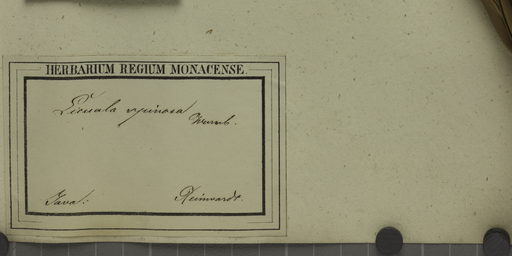 HERBARIUM REGIUM MONACENSE.
Licuala spinosa
Wurmb.
Java: Reinwardt.